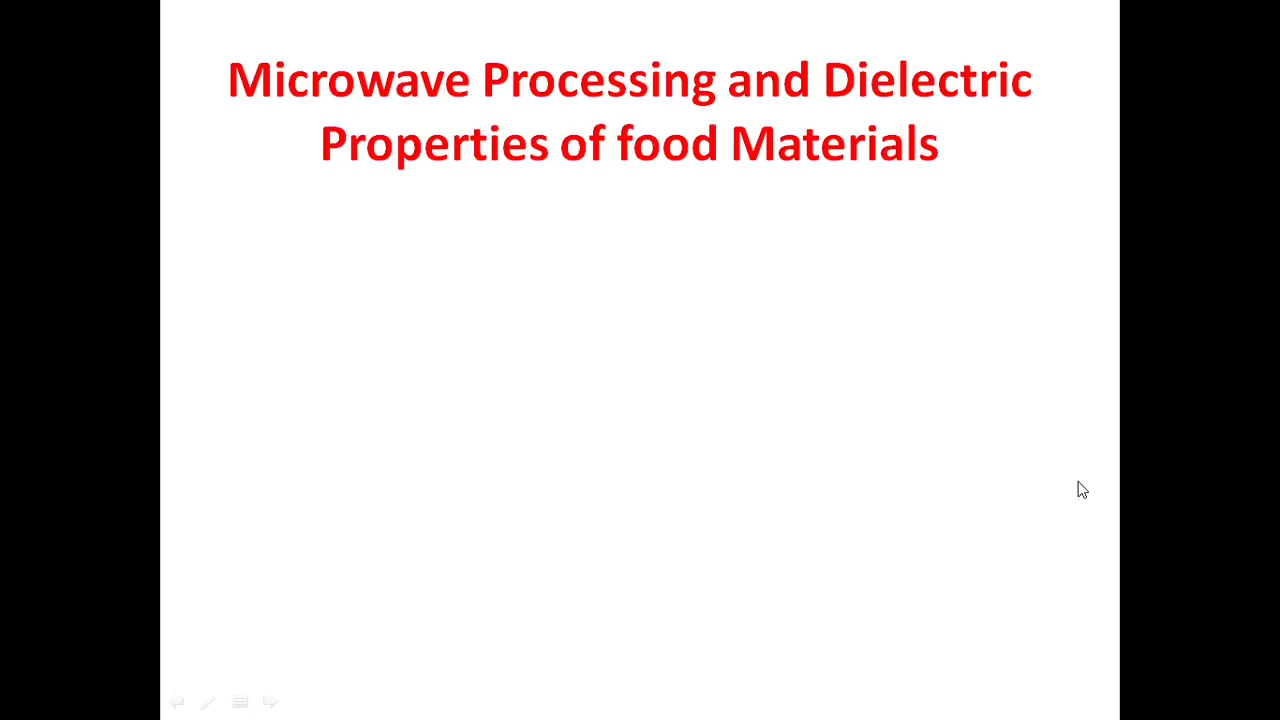 Microwave Processing and Dielectric
Properties of food Materials